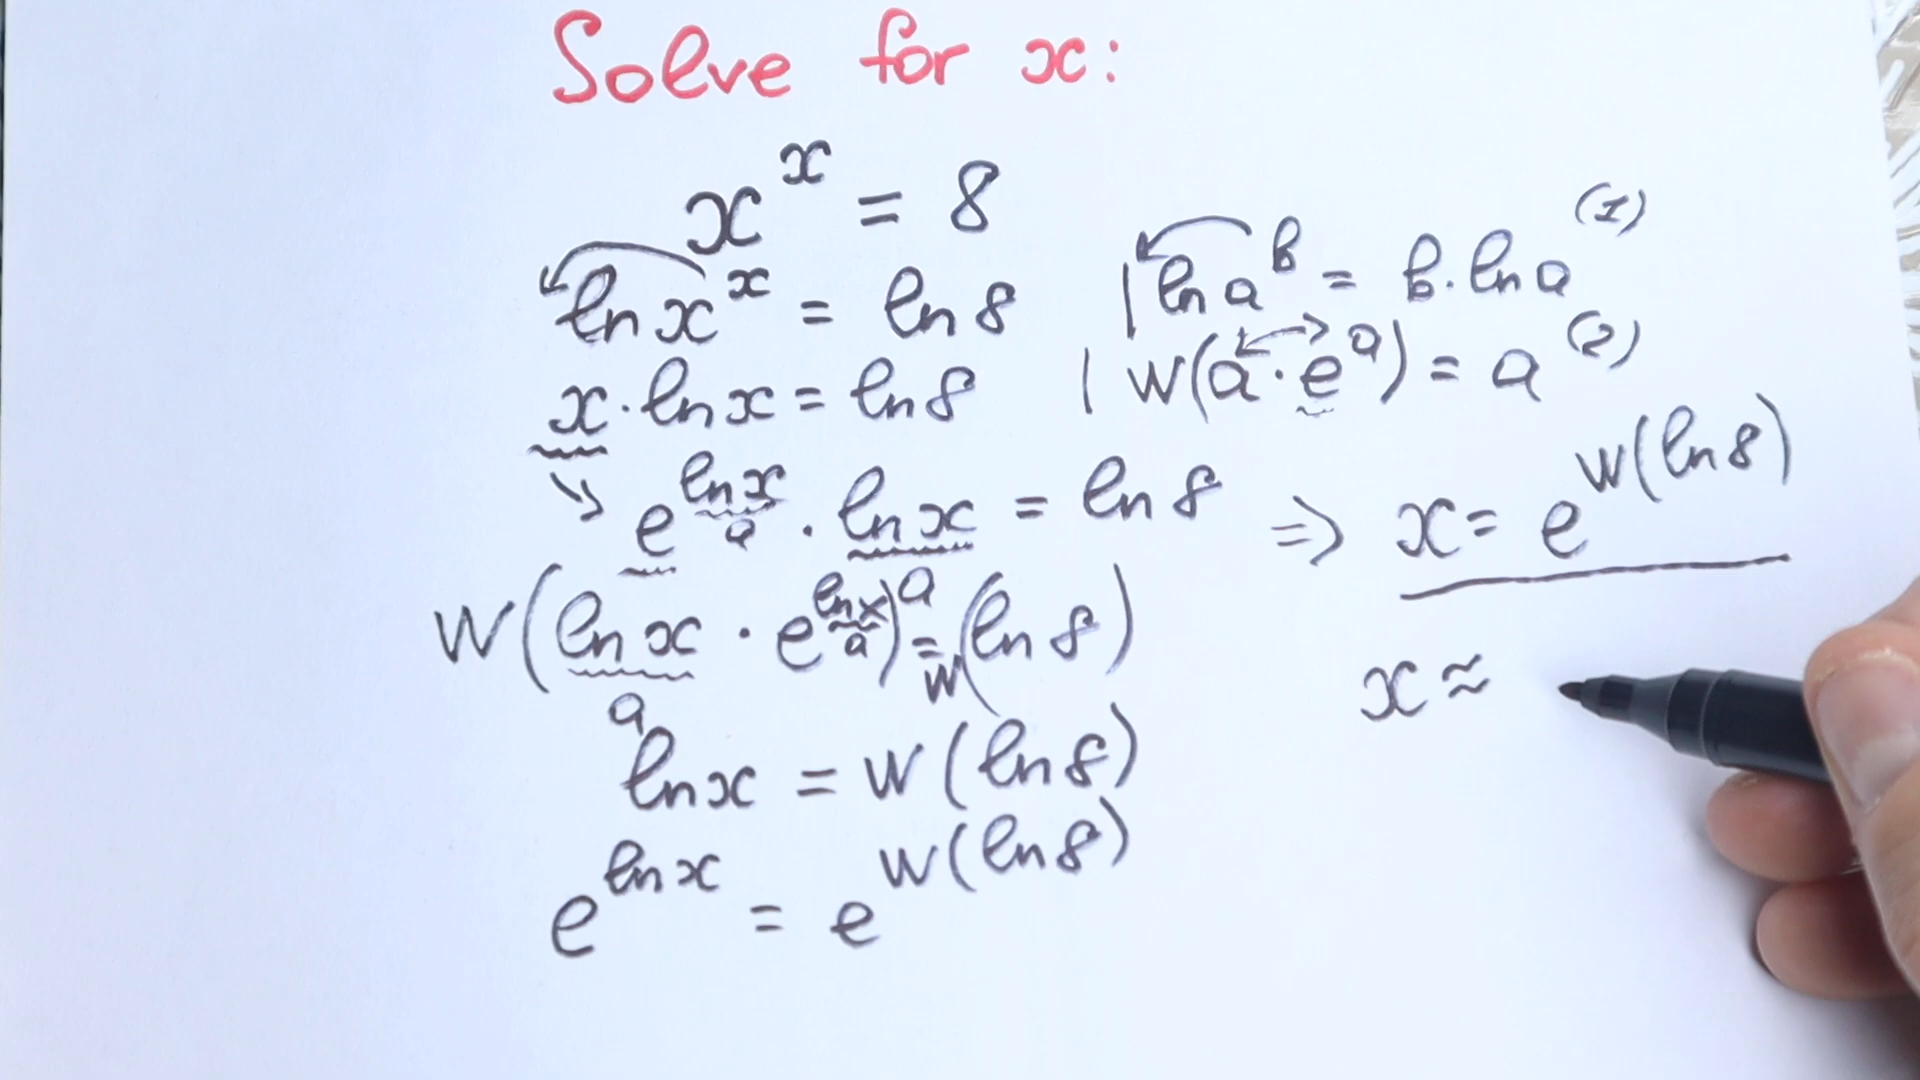 Solve for x:
x^x = 8
ln x^x = ln 8
| ln a^b = b · ln a (1)
x · ln x = ln 8
| W(a · e^a) = a (2)
e^(ln x) · ln x = ln 8
a
⇒ x = e^(W(ln 8))
W(ln x · e^(ln x)) = W(ln 8)
a
a
a
x ≈
ln x = W(ln 8)
e^(ln x) = e^(W(ln 8))